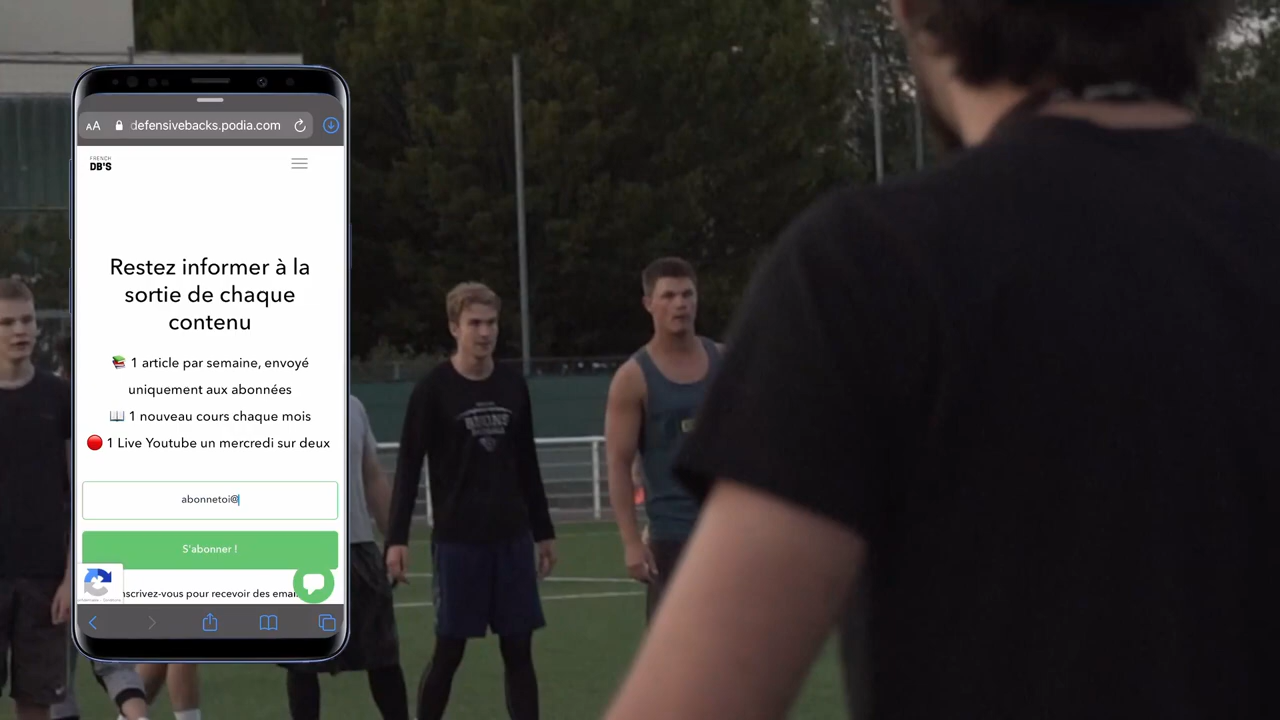 AA defensivebacks.podia.com
FRENCH
DB'S
Restez informer à la
sortie de chaque
contenu
📚 1 article par semaine, envoyé
uniquement aux abonnées
📖 1 nouveau cours chaque mois
🔴 1 Live Youtube un mercredi sur deux
abonnetoi@
S'abonner !
nscrivez-vous pour recevoir des emai